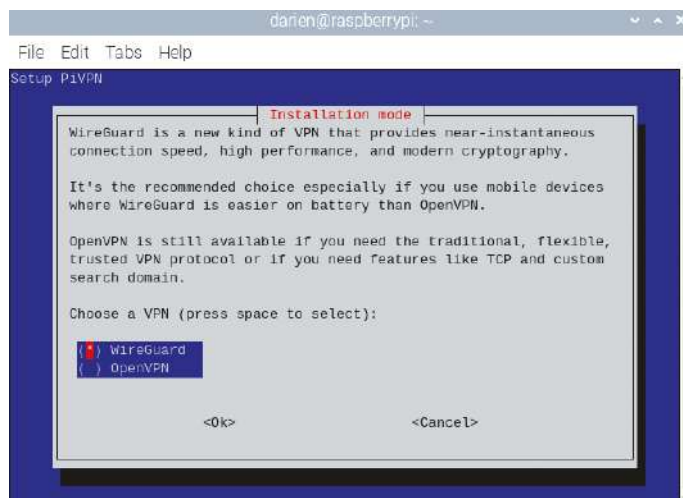 darien@raspberrypi: ~
File Edit Tabs Help
Setup PiVPN
Installation mode
WireGuard is a new kind of VPN that provides near-instantaneous
connection speed, high performance, and modern cryptography.
It's the recommended choice especially if you use mobile devices
where WireGuard is easier on battery than OpenVPN.
OpenVPN is still available if you need the traditional, flexible,
trusted VPN protocol or if you need features like TCP and custom
search domain.
Choose a VPN (press space to select):
(*) WireGuard
( ) OpenVPN
<Ok> <Cancel>